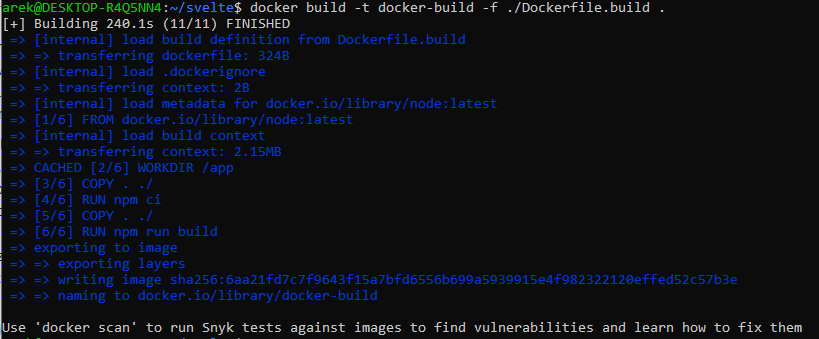 arek@DESKTOP-R4Q5NN4:~/svelte$ docker build -t docker-build -f ./Dockerfile.build .
[+] Building 240.1s (11/11) FINISHED
=> [internal] load build definition from Dockerfile.build
=> => transferring dockerfile: 324B
=> [internal] load .dockerignore
=> => transferring context: 2B
=> [internal] load metadata for docker.io/library/node:latest
=> [1/6] FROM docker.io/library/node:latest
=> [internal] load build context
=> => transferring context: 2.15MB
=> CACHED [2/6] WORKDIR /app
=> [3/6] COPY . ./
=> [4/6] RUN npm ci
=> [5/6] COPY . ./
=> [6/6] RUN npm run build
=> exporting to image
=> => exporting layers
=> => writing image sha256:6aa21fd7c7f9643f15a7bfd6556b699a5939915e4f982322120effed52c57b3e
=> => naming to docker.io/library/docker-build
Use 'docker scan' to run Snyk tests against images to find vulnerabilities and learn how to fix them